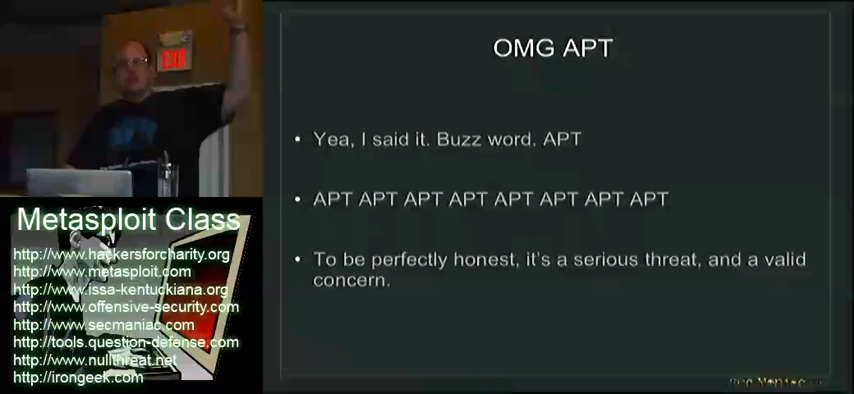 EXIT
OMG APT
• Yea, I said it. Buzz word. APT
• APT APT APT APT APT APT APT APT
• To be perfectly honest, it's a serious threat, and a valid
concern.
Metasploit Class
http://www.hackersforcharity.org
http://www.metasploit.com
http://www.issa-kentuckiana.org
http://www.offensive-security.com
http://www.secmaniac.com
http://tools.question-defense.com
http://www.nullthreat.net
http://irongeek.com